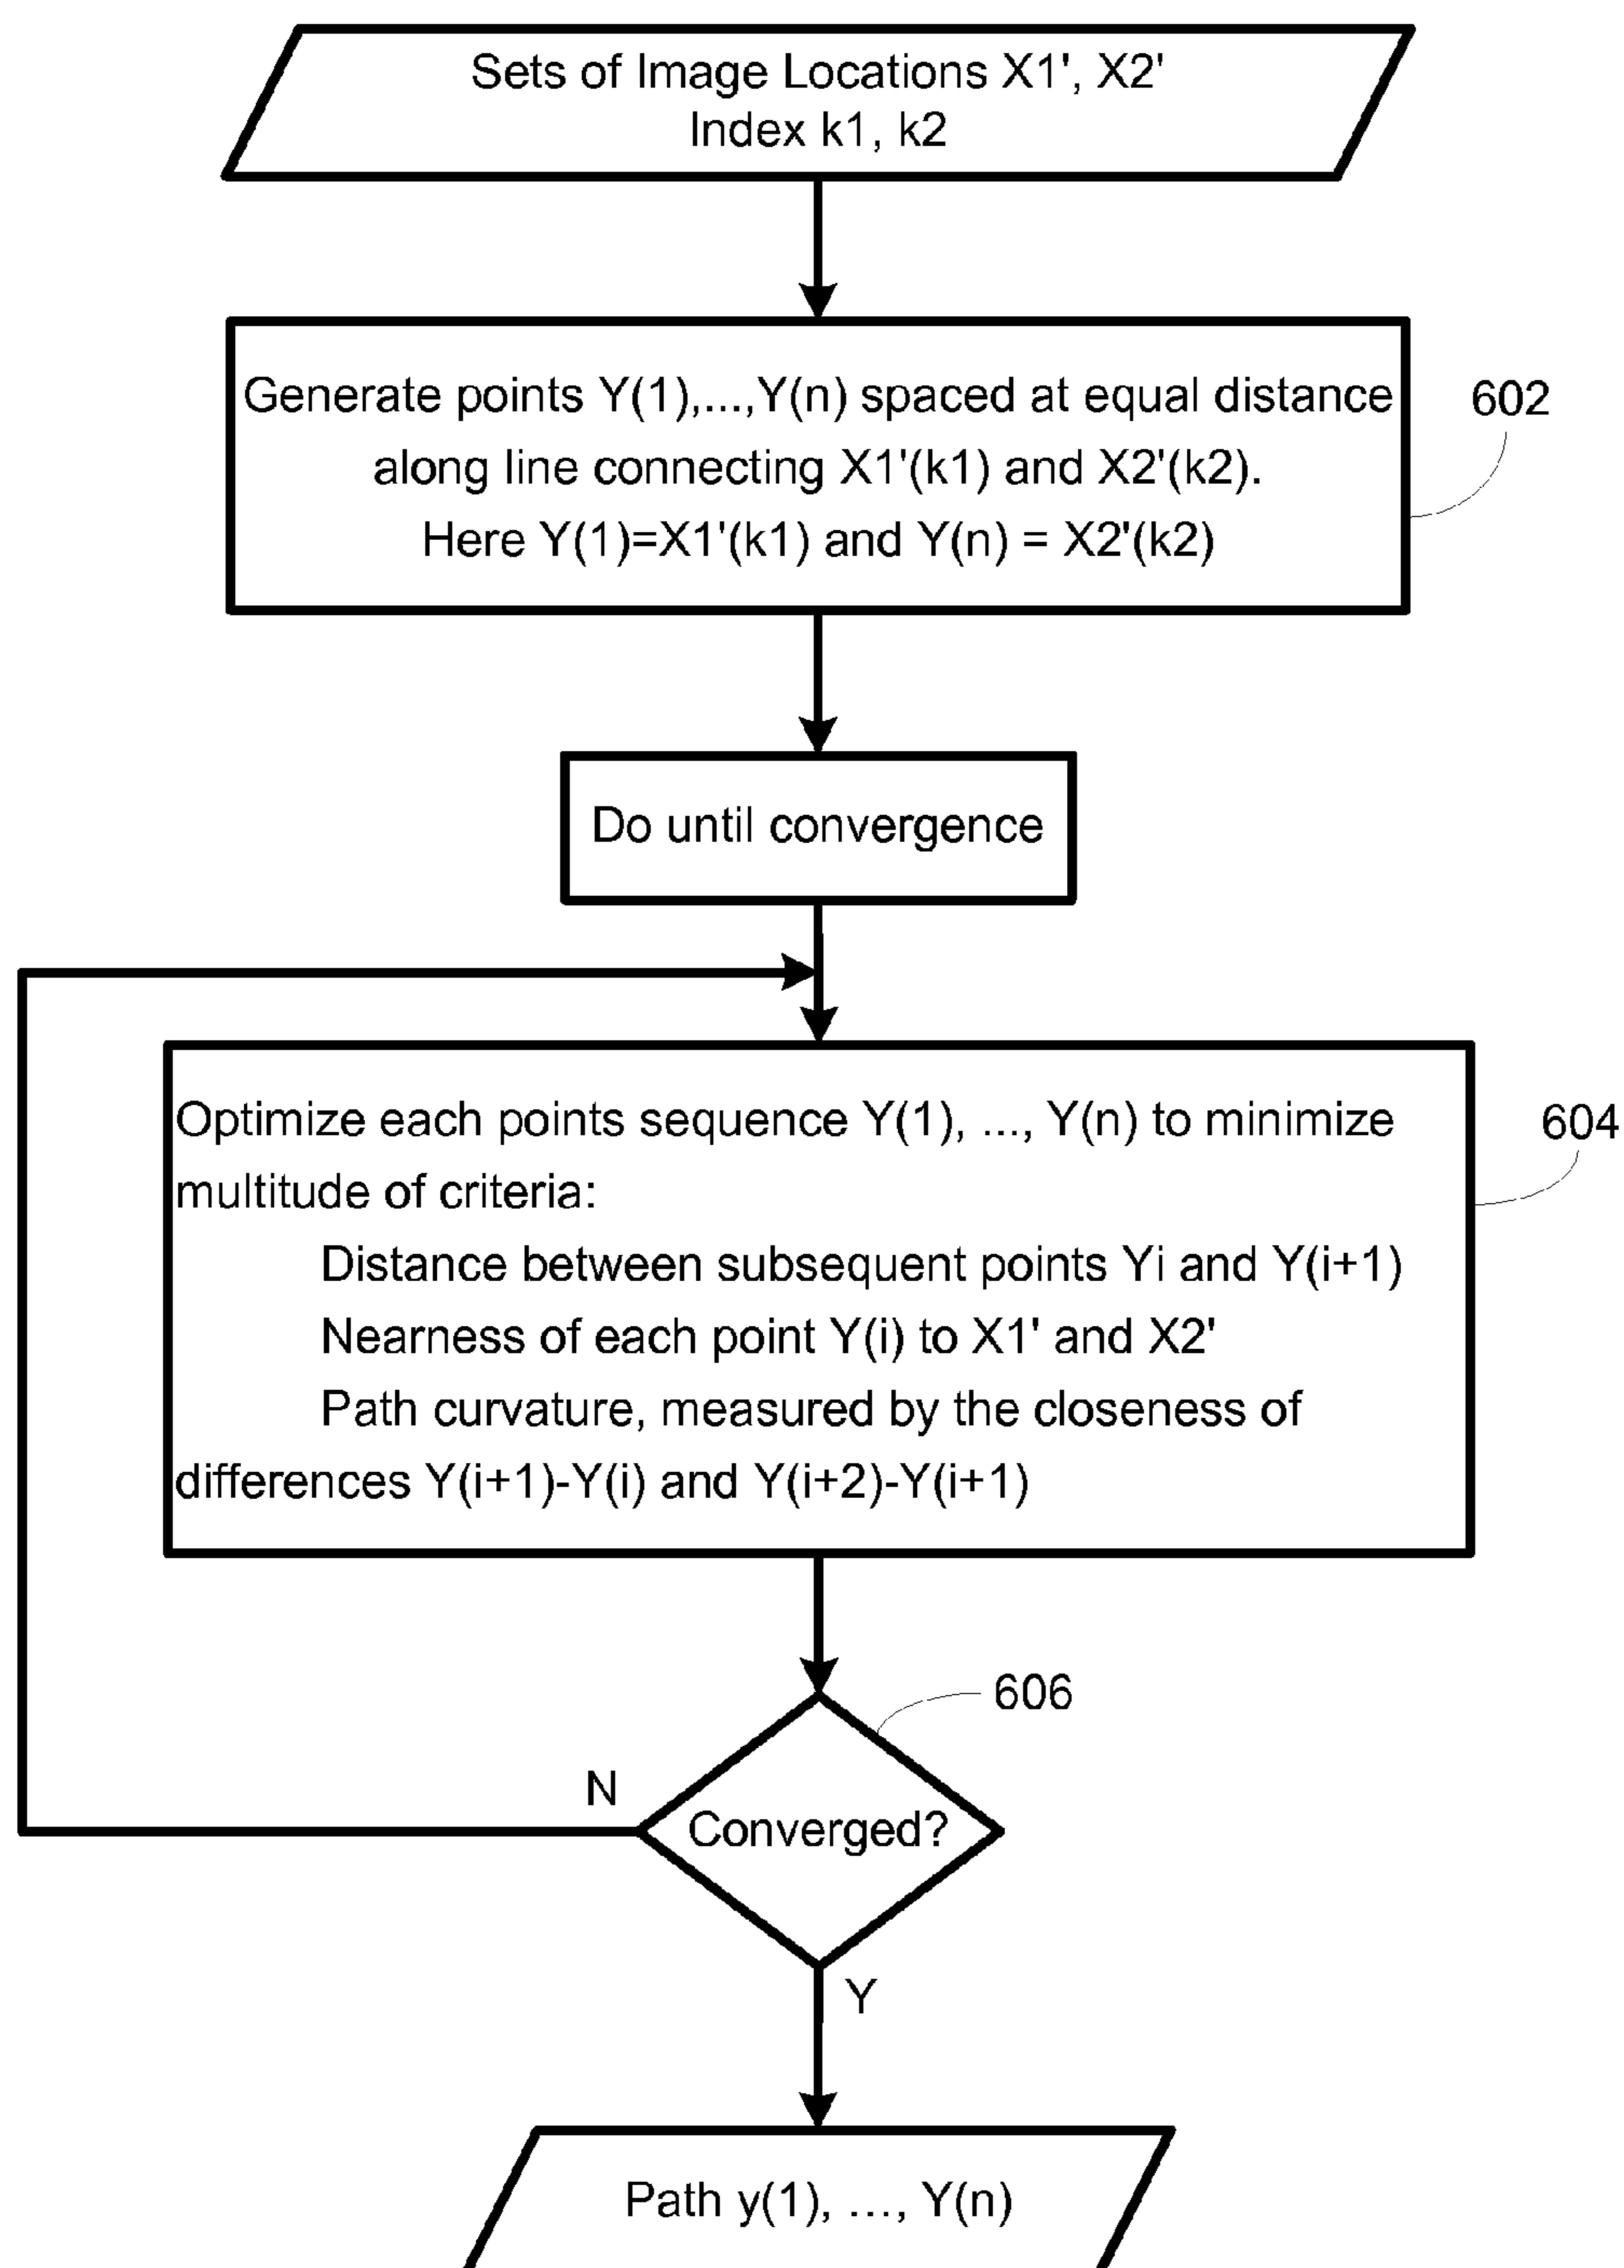 Sets of Image Locations X1', X2'
Index k1, k2
Generate points Y(1),...,Y(n) spaced at equal distance
along line connecting X1'(k1) and X2'(k2).
Here Y(1)=X1'(k1) and Y(n) = X2'(k2)
602
Do until convergence
Optimize each points sequence Y(1), ..., Y(n) to minimize
multitude of criteria:
Distance between subsequent points Yi and Y(i+1)
Nearness of each point Y(i) to X1' and X2'
Path curvature, measured by the closeness of
differences Y(i+1)-Y(i) and Y(i+2)-Y(i+1)
604
606
N
Converged?
Y
Path y(1), ..., Y(n)